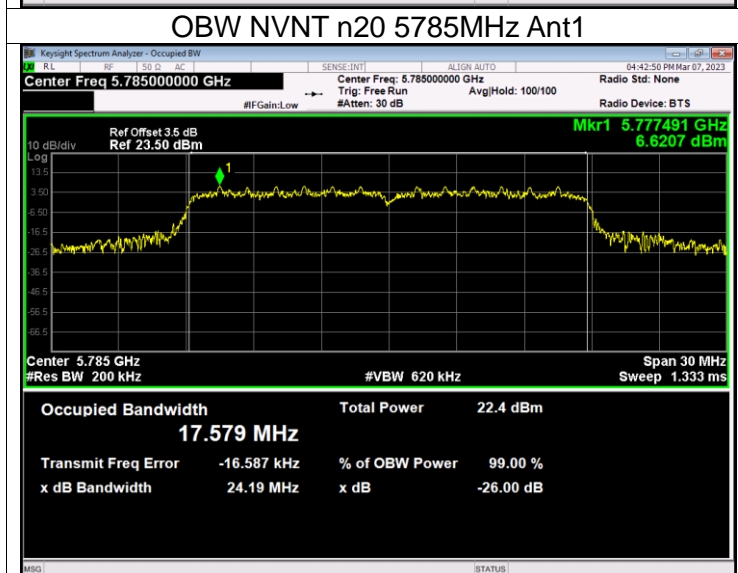 OBW NVNT n20 5785MHz Ant1
Keysight Spectrum Analyzer - Occupied BW
LXI RL RF 50 Ω AC SENSE:INT ALIGN AUTO 04:42:50 PM Mar 07, 2023
Center Freq 5.785000000 GHz Center Freq: 5.785000000 GHz Radio Std: None
Trig: Free Run Avg|Hold: 100/100
#IFGain:Low #Atten: 30 dB Radio Device: BTS
Ref Offset 3.5 dB Mkr1 5.777491 GHz
10 dB/div Ref 23.50 dBm 6.6207 dBm
Log
13.5
1
3.50
-6.50
-16.5
-26.5
-36.5
-46.5
-56.5
-66.5
Center 5.785 GHz Span 30 MHz
#Res BW 200 kHz #VBW 620 kHz Sweep 1.333 ms
Occupied Bandwidth Total Power 22.4 dBm
17.579 MHz
Transmit Freq Error -16.587 kHz % of OBW Power 99.00 %
x dB Bandwidth 24.19 MHz x dB -26.00 dB
MSG STATUS